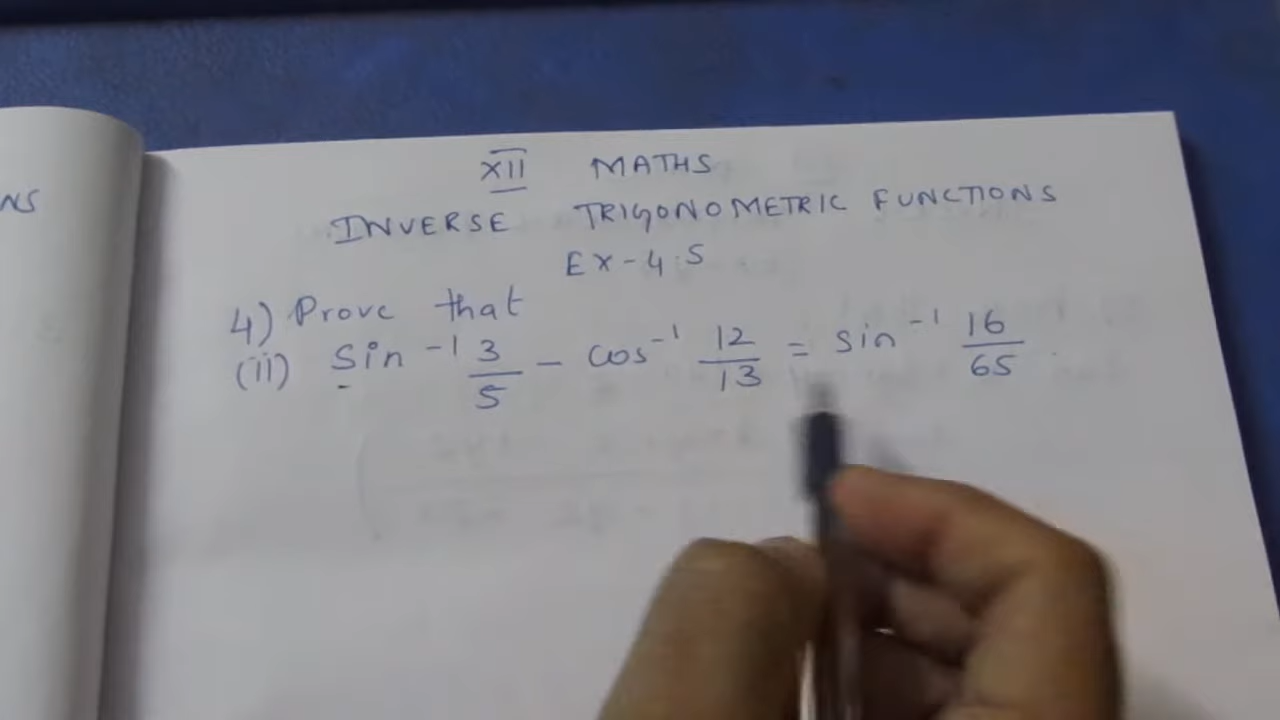 NS
XII MATHS
INVERSE TRIGONOMETRIC FUNCTIONS
EX-4.5
4) Prove that
(ii) sin⁻¹ 3/5 - cos⁻¹ 12/13 = sin⁻¹ 16/65